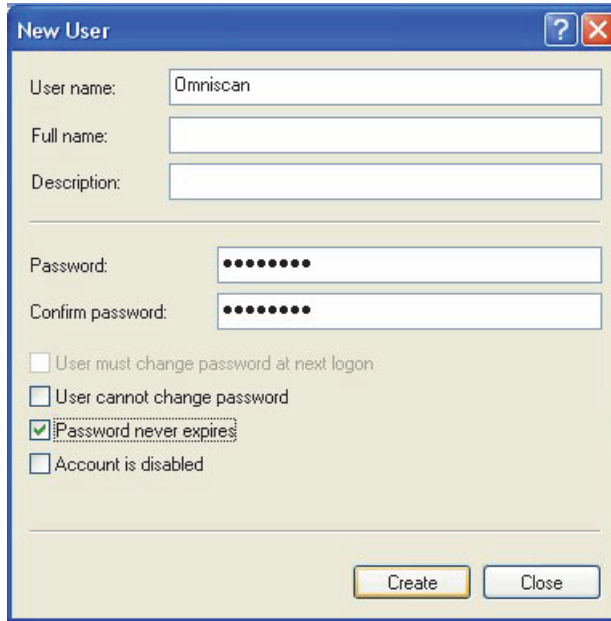 New User
User name: Omniscan
Full name:
Description:
Password: ●●●●●●●●
Confirm password: ●●●●●●●●
User must change password at next logon
User cannot change password
Password never expires
Account is disabled
Create Close